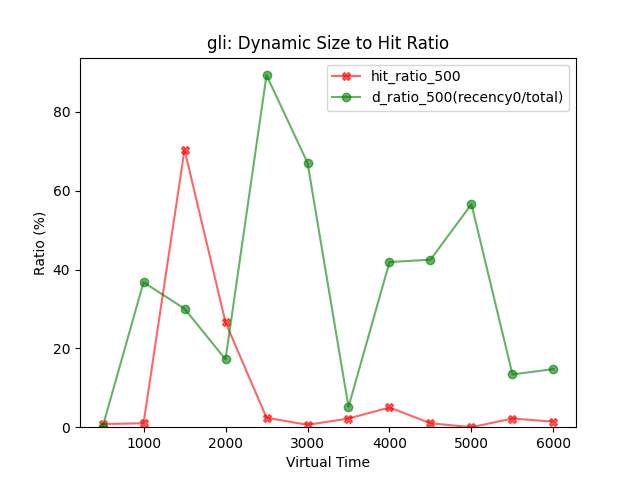 gli: Dynamic Size to Hit Ratio
hit_ratio_500
d_ratio_500(recency0/total)
80
60
40
20
0
Ratio (%)
1000 2000 3000 4000 5000 6000
Virtual Time